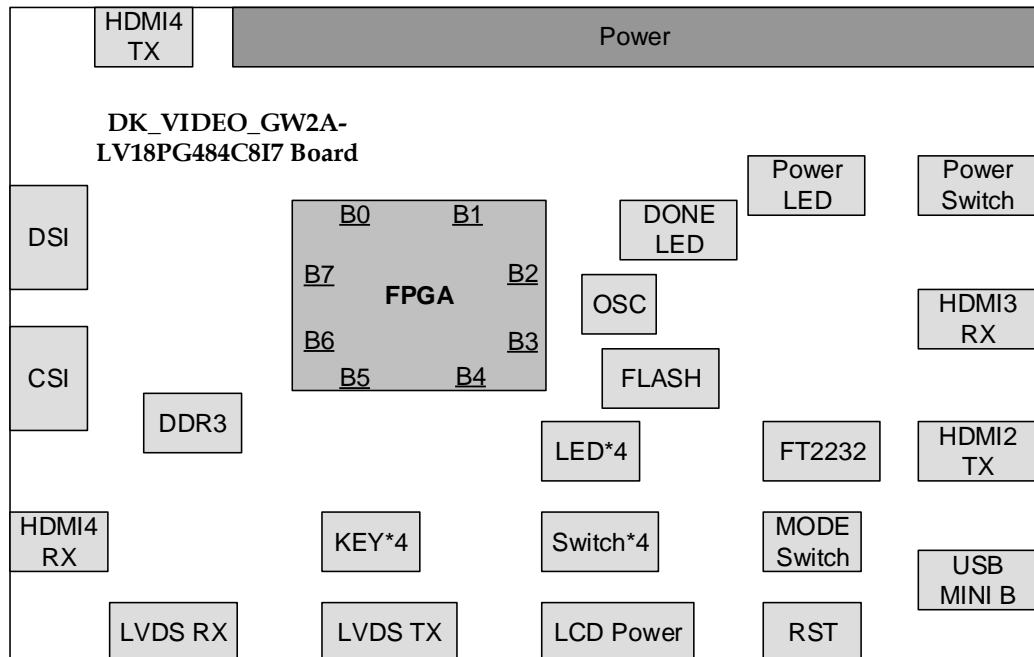 HDMI4
TX
Power
DK_VIDEO_GW2A-
LV18PG484C8I7 Board
Power
LED
Power
Switch
DSI
B0
B1
DONE
LED
B7
B2
FPGA
OSC
HDMI3
RX
B6
B3
CSI
B5
B4
FLASH
DDR3
LED*4
FT2232
HDMI2
TX
HDMI4
RX
KEY*4
Switch*4
MODE
Switch
USB
MINI B
LVDS RX
LVDS TX
LCD Power
RST